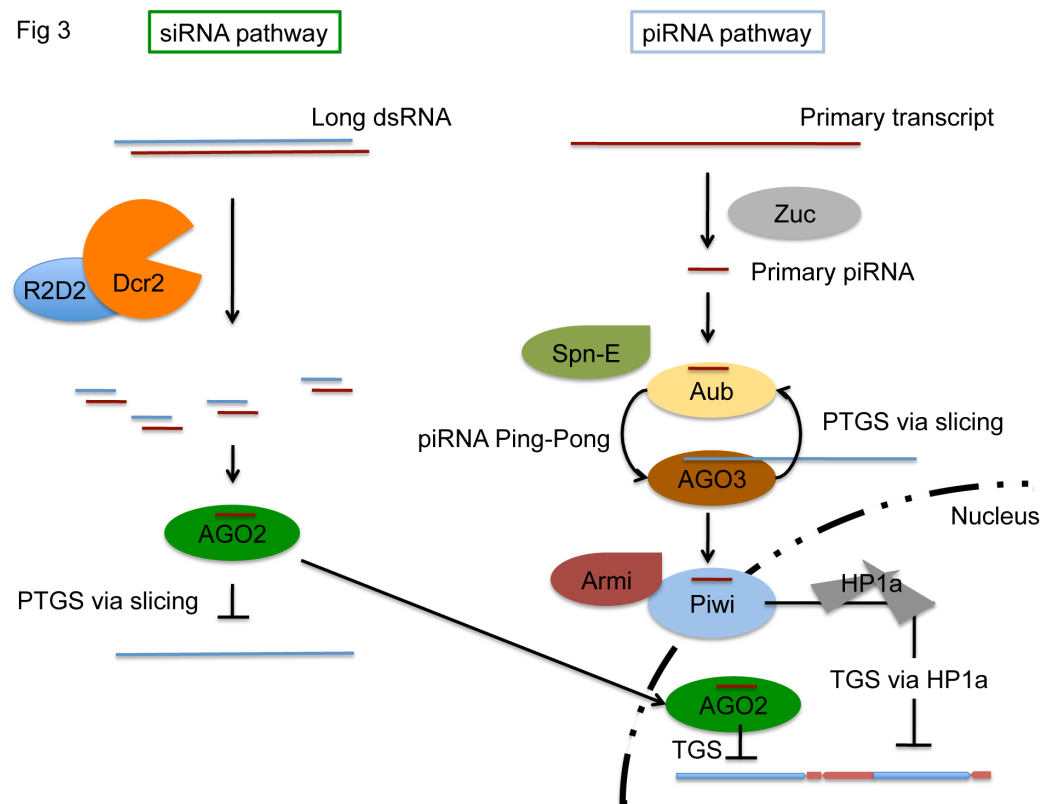 Fig 3
siRNA pathway
piRNA pathway
Long dsRNA
Primary transcript
Zuc
R2D2
Dcr2
Primary piRNA
Spn-E
Aub
piRNA Ping-Pong
PTGS via slicing
AGO3
Nucleus
AGO2
PTGS via slicing
Armi
Piwi
HP1a
TGS via HP1a
AGO2
TGS